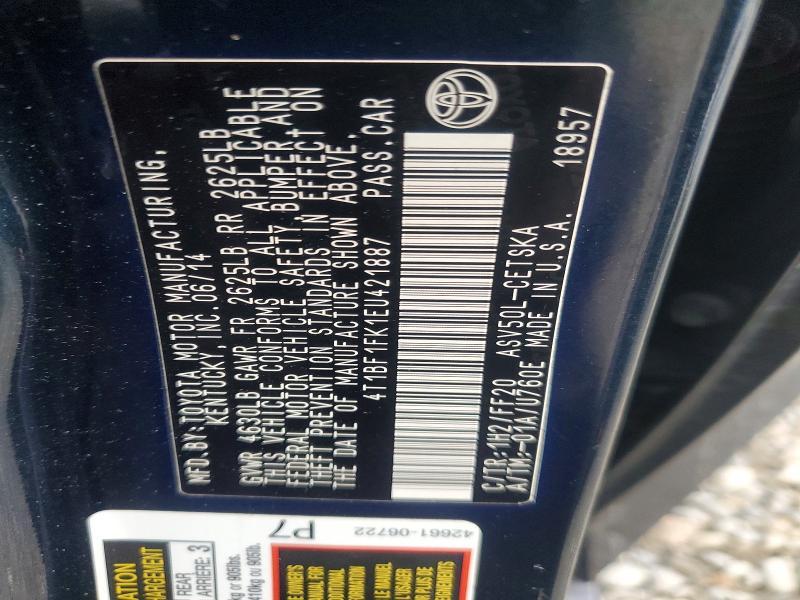 MFD.BY:TOYOTA MOTOR MANUFACTURING,
KENTUCKY, INC. 06/14
GVWR 4630LB GAWR FR 2625LB RR 2625LB
THIS VEHICLE CONFORMS TO ALL APPLICABLE
FEDERAL MOTOR VEHICLE SAFETY, BUMPER, AND
THEFT PREVENTION STANDARDS IN EFFECT ON
THE DATE OF MANUFACTURE SHOWN ABOVE.
4T1BF1FK1EU421887 PASS.CAR
C/TR:1H2/FF20 ASV50L-CETSKA
A/TM:-01A/U760E MADE IN U.S.A. 18957
42661-06722
P7
REAR
ARRIERE: 3